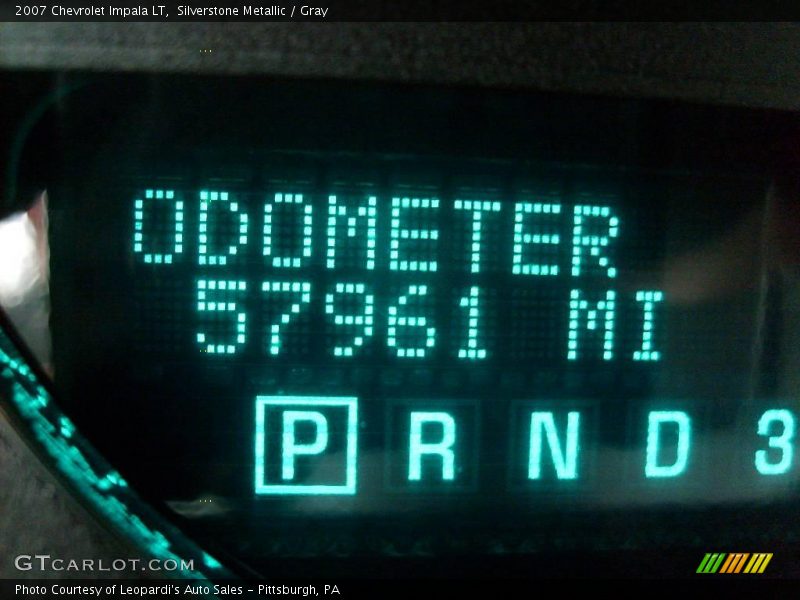 2007 Chevrolet Impala LT,  Silverstone Metallic / Gray
ODOMETER
57961 MI
P R N D 3
GTCARLOT.COM
Photo Courtesy of Leopardi's Auto Sales - Pittsburgh, PA